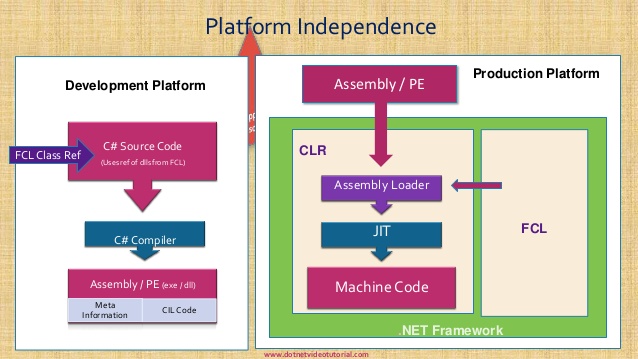 Platform Independence
Development Platform
FCL Class Ref
C# Source Code
(Uses ref of dlls from FCL)
C# Compiler
Assembly / PE (exe / dll)
Meta
Information
CIL Code
Production Platform
Assembly / PE
CLR
Assembly Loader
JIT
Machine Code
FCL
.NET Framework
www.dotnetvideotutorial.com